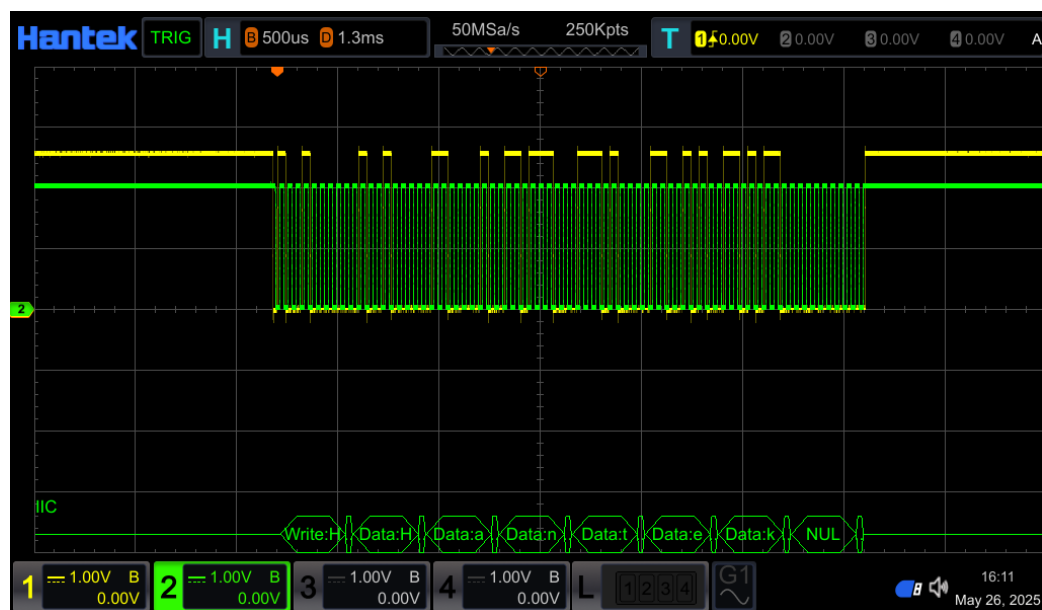 Hantek TRIG H B 500us D 1.3ms 50MSa/s 250Kpts T 1 0.00V 2 0.00V 3 0.00V 4 0.00V A
2
IIC
Write:H Data:H Data:a Data:n Data:t Data:e Data:k NUL
1 1.00V B 2 1.00V B 3 1.00V B 4 1.00V B L 1 2 3 4 G1 16:11
0.00V 0.00V 0.00V 0.00V May 26, 2025